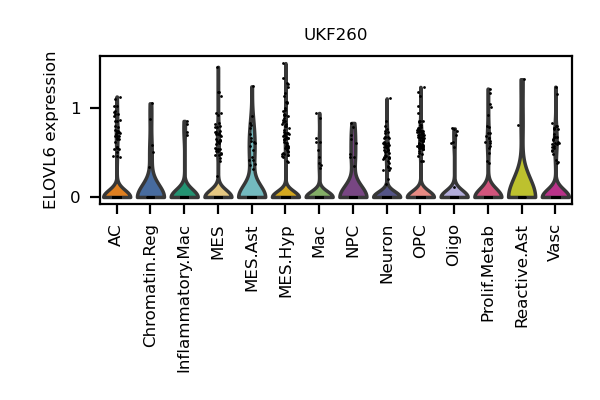 UKF260
ELOVL6 expression
1
0
AC
Chromatin.Reg
Inflammatory.Mac
MES
MES.Ast
MES.Hyp
Mac
NPC
Neuron
OPC
Oligo
Prolif.Metab
Reactive.Ast
Vasc